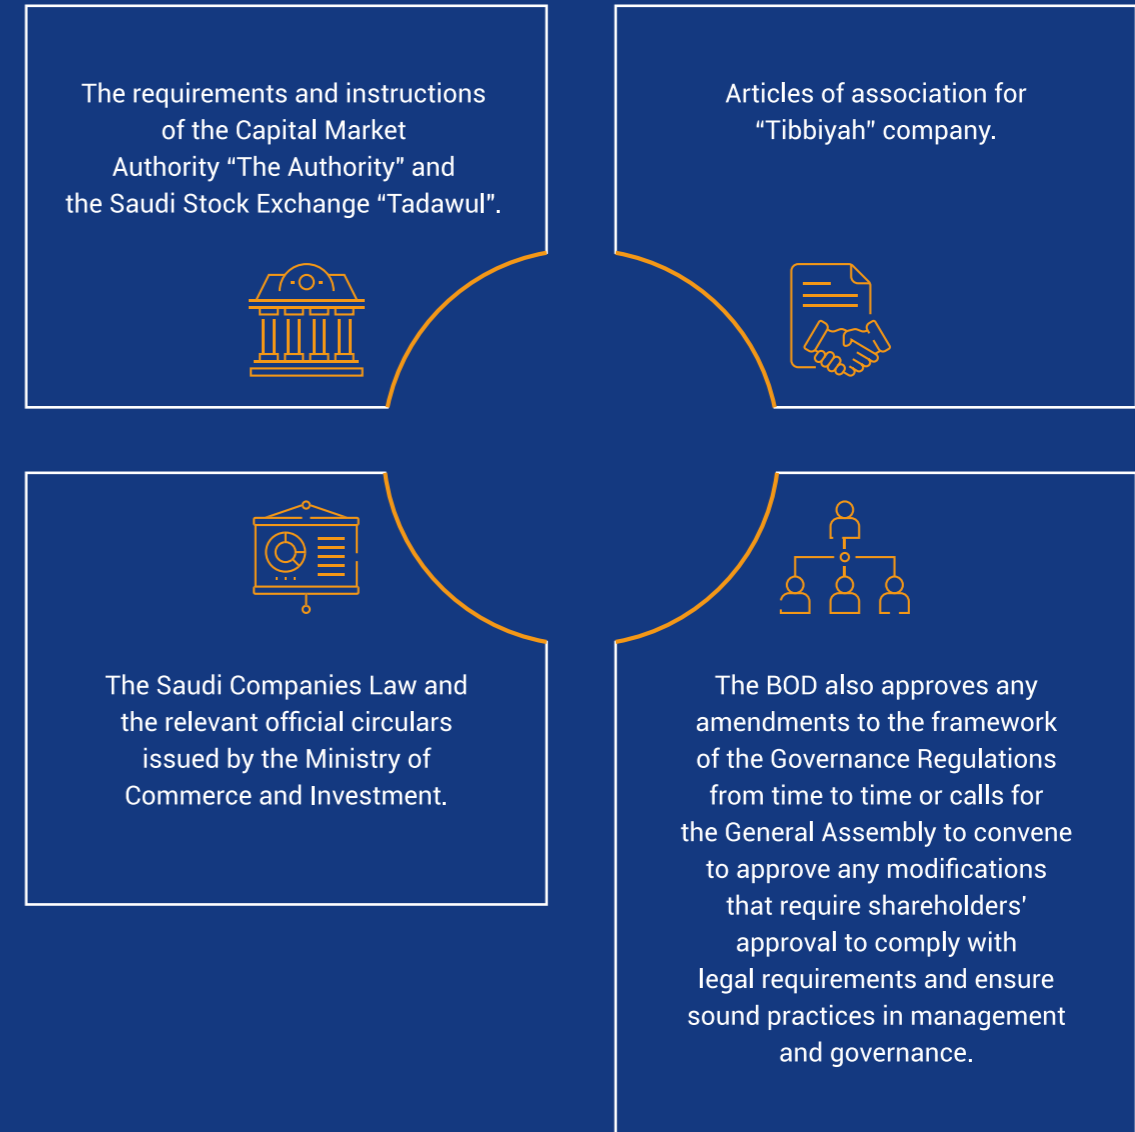 The requirements and instructions
of the Capital Market
Authority “The Authority” and
the Saudi Stock Exchange “Tadawul”.
Articles of association for
“Tibbiyah” company.
The Saudi Companies Law and
the relevant official circulars
issued by the Ministry of
Commerce and Investment.
The BOD also approves any
amendments to the framework
of the Governance Regulations
from time to time or calls for
the General Assembly to convene
to approve any modifications
that require shareholders'
approval to comply with
legal requirements and ensure
sound practices in management
and governance.